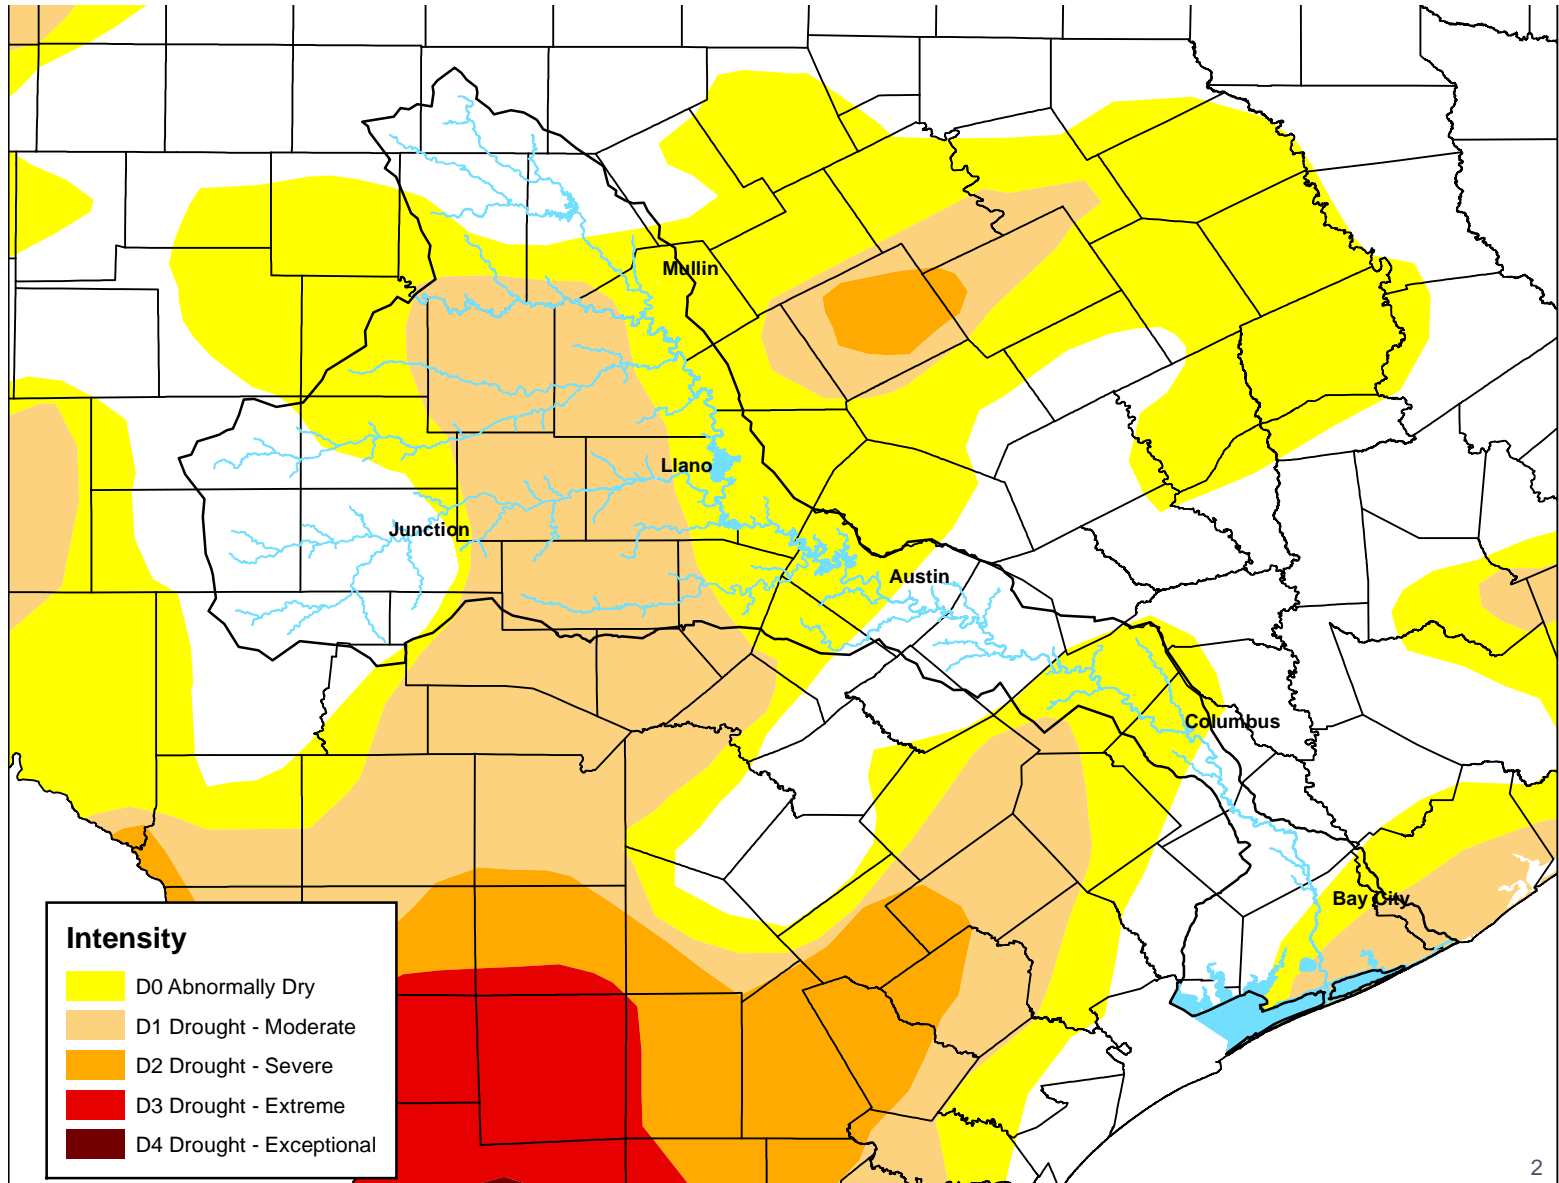 Mullin
Llano
Junction
Austin
Columbus
Bay City
Intensity
D0 Abnormally Dry
D1 Drought - Moderate
D2 Drought - Severe
D3 Drought - Extreme
D4 Drought - Exceptional
2